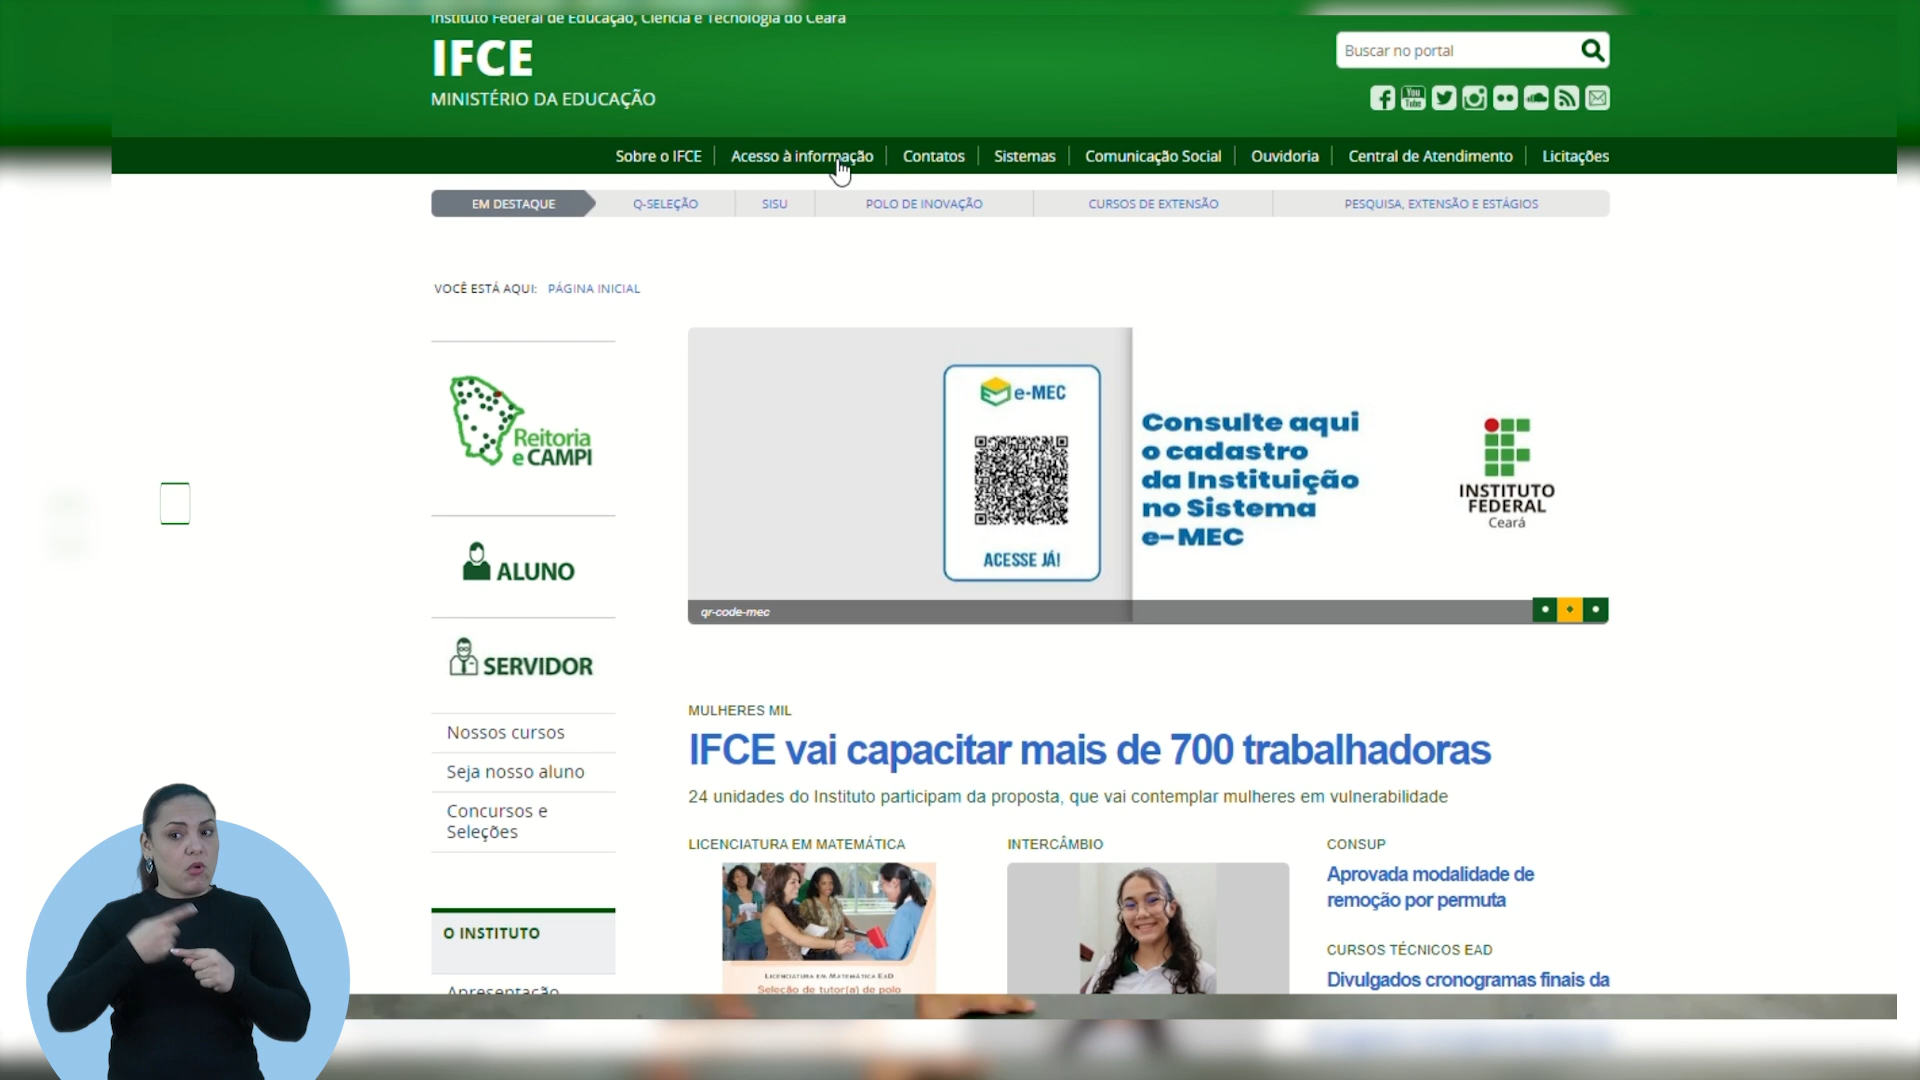 Instituto Federal de Educação, Ciência e Tecnologia do Ceará
IFCE
MINISTÉRIO DA EDUCAÇÃO
Buscar no portal
You Tube
Sobre o IFCE
Acesso à informação
Contatos
Sistemas
Comunicação Social
Ouvidoria
Central de Atendimento
Licitações
EM DESTAQUE
Q-SELEÇÃO
SISU
POLO DE INOVAÇÃO
CURSOS DE EXTENSÃO
PESQUISA, EXTENSÃO E ESTÁGIOS
VOCÊ ESTÁ AQUI: PÁGINA INICIAL
Reitoria
e CAMPI
ALUNO
SERVIDOR
Nossos cursos
Seja nosso aluno
Concursos e
Seleções
O INSTITUTO
Apresentação
e-MEC
ACESSE JÁ!
Consulte aqui
o cadastro
da Instituição
no Sistema
e-MEC
INSTITUTO
FEDERAL
Ceará
qr-code-mec
MULHERES MIL
IFCE vai capacitar mais de 700 trabalhadoras
24 unidades do Instituto participam da proposta, que vai contemplar mulheres em vulnerabilidade
LICENCIATURA EM MATEMÁTICA
LICENCIATURA EM MATEMÁTICA EAD
Seleção de tutor(a) de polo
INTERCÂMBIO
CONSUP
Aprovada modalidade de
remoção por permuta
CURSOS TÉCNICOS EAD
Divulgados cronogramas finais da